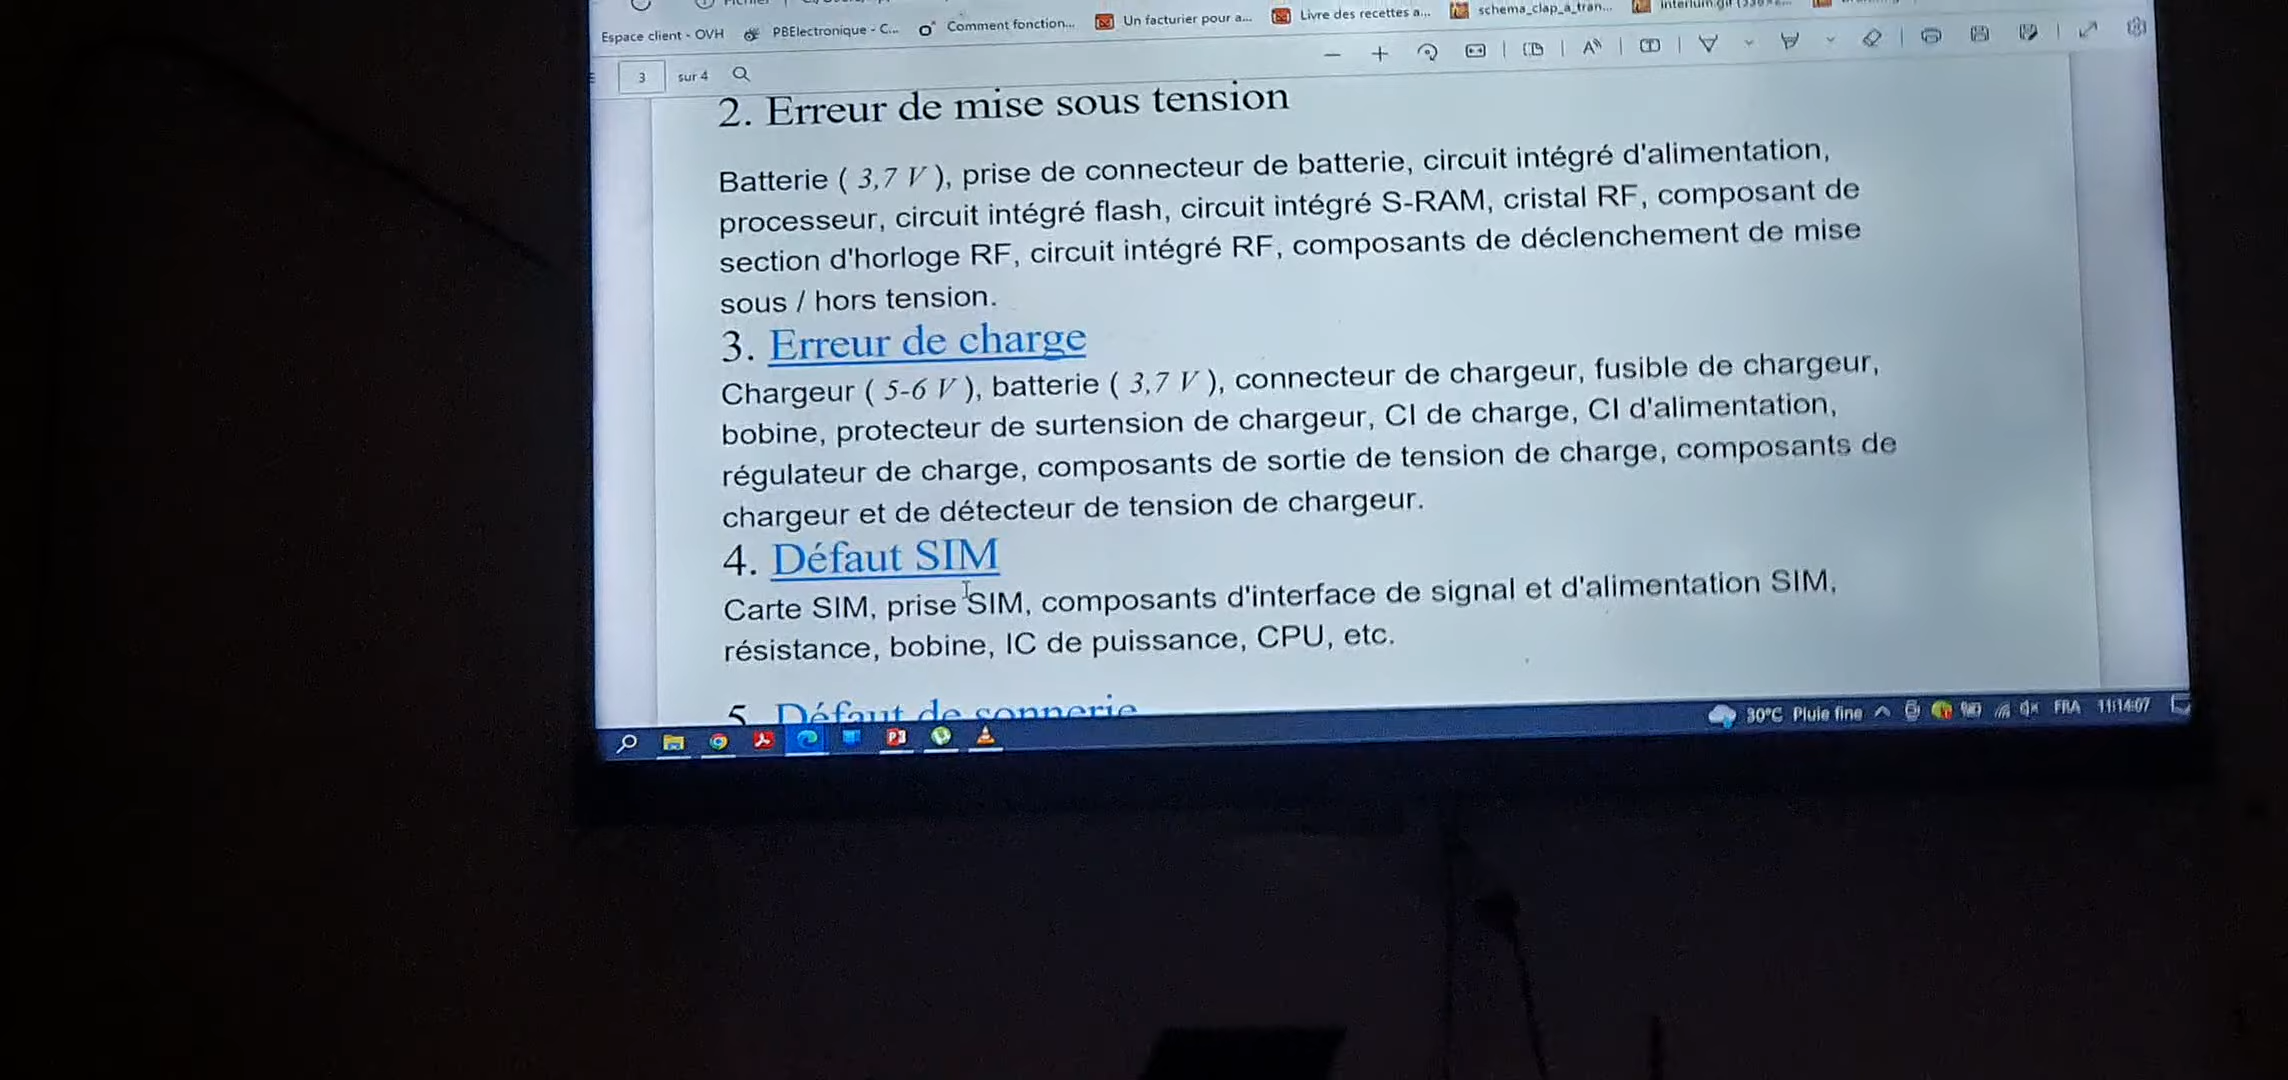 Espace client - OVH PBElectronique - C... Comment fonction... Un facturier pour a... Livre des recettes a... schema_clap_a_tran...
3 sur 4
2. Erreur de mise sous tension
Batterie ( 3,7 V ), prise de connecteur de batterie, circuit intégré d'alimentation,
processeur, circuit intégré flash, circuit intégré S-RAM, cristal RF, composant de
section d'horloge RF, circuit intégré RF, composants de déclenchement de mise
sous / hors tension.
3. Erreur de charge
Chargeur ( 5-6 V ), batterie ( 3,7 V ), connecteur de chargeur, fusible de chargeur,
bobine, protecteur de surtension de chargeur, CI de charge, CI d'alimentation,
régulateur de charge, composants de sortie de tension de charge, composants de
chargeur et de détecteur de tension de chargeur.
4. Défaut SIM
Carte SIM, prise SIM, composants d'interface de signal et d'alimentation SIM,
résistance, bobine, IC de puissance, CPU, etc.
5. Défaut de sonnerie
30°C Pluie fine FRA 11:14:07